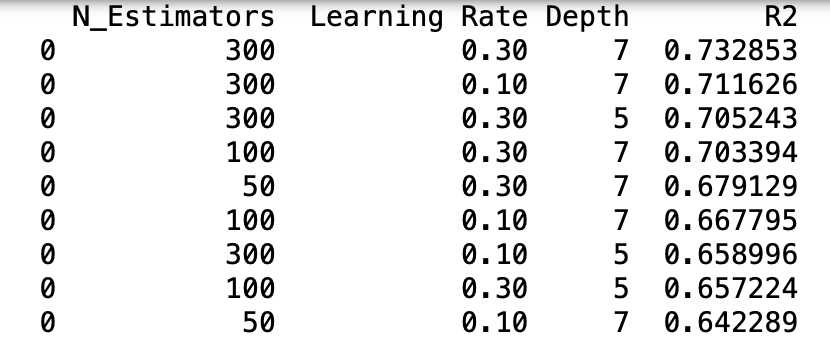 N_Estimators Learning Rate Depth R2
0 300 0.30 7 0.732853
0 300 0.10 7 0.711626
0 300 0.30 5 0.705243
0 100 0.30 7 0.703394
0 50 0.30 7 0.679129
0 100 0.10 7 0.667795
0 300 0.10 5 0.658996
0 100 0.30 5 0.657224
0 50 0.10 7 0.642289